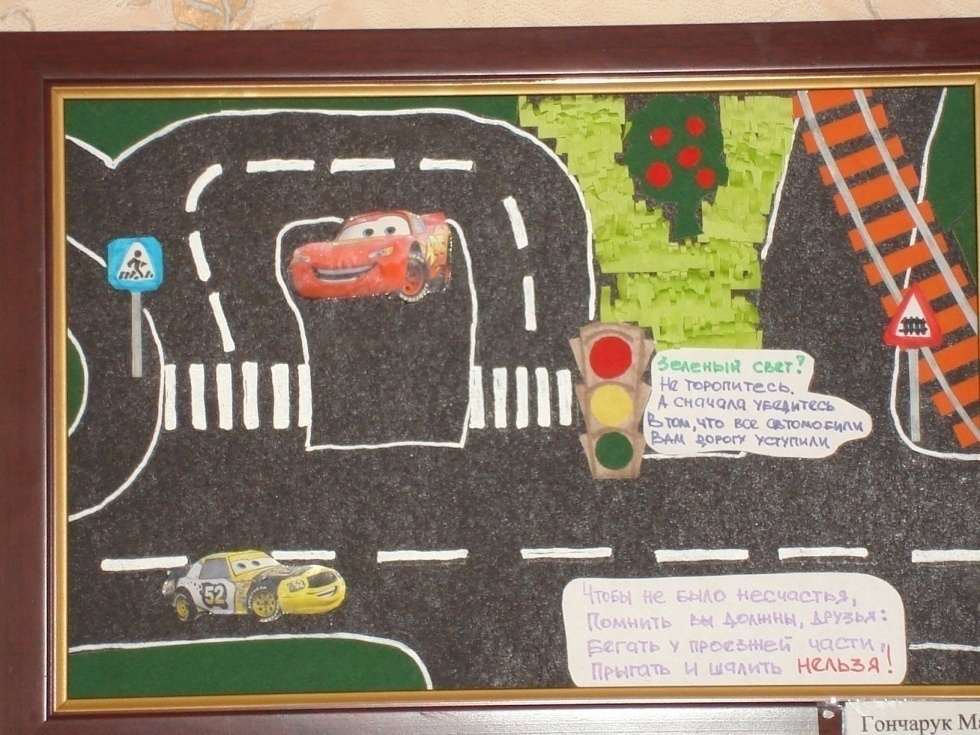 Зеленый свет?
Не торопитесь.
А сначала убедитесь
В том, что все автомобили
Вам дорогу уступили
52
52
Чтобы не было несчастья,
Помнить вы должны, друзья:
Бегать у проезжей части,
Прыгать и шалить нельзя!
Гончарук